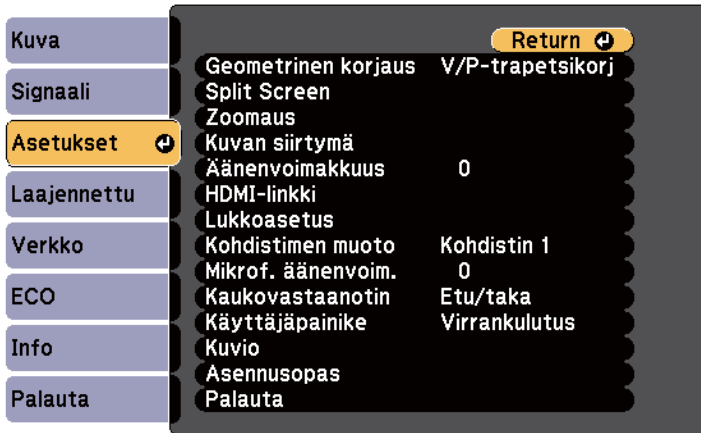 Kuva
Signaali
Asetukset
Laajennettu
Verkko
ECO
Info
Palauta
Return
Geometrinen korjaus V/P-trapetsikorj
Split Screen
Zoomaus
Kuvan siirtymä
Äänenvoimakkuus 0
HDMI-linkki
Lukkoasetus
Kohdistimen muoto Kohdistin 1
Mikrof. äänenvoim. 0
Kaukovastaanotin Etu/taka
Käyttäjäpainike Virrankulutus
Kuvio
Asennusopas
Palauta